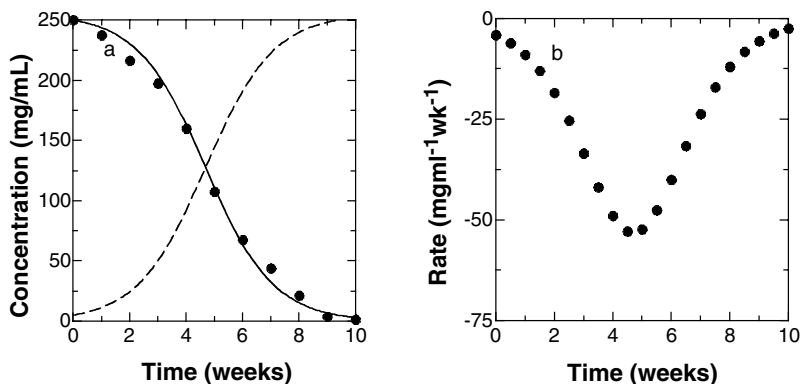 250
200
150
100
50
0
Concentration (mg/mL)
a
0 2 4 6 8 10
Time (weeks)
0
-25
-50
-75
Rate (mgml-1wk-1)
b
0 2 4 6 8 10
Time (weeks)